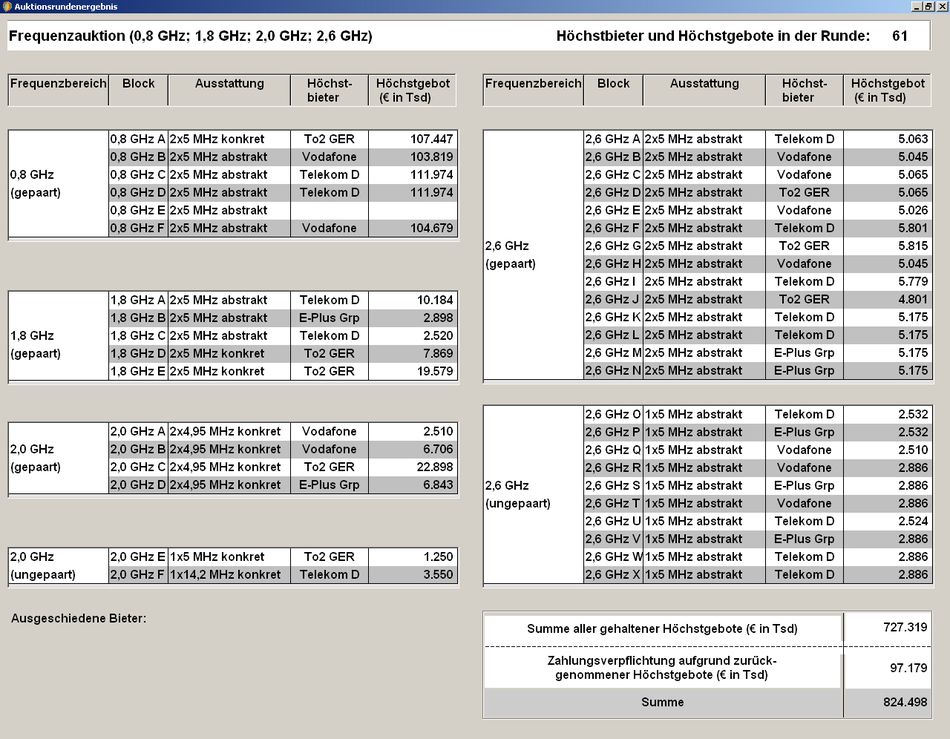 Auktionsrundenergebnis
Frequenzauktion (0,8 GHz; 1,8 GHz; 2,0 GHz; 2,6 GHz)
Höchstbieter und Höchstgebote in der Runde: 61
Frequenzbereich Block Ausstattung Höchst-bieter Höchstgebot (€ in Tsd)
0,8 GHz (gepaart)
0,8 GHz A 2x5 MHz konkret To2 GER 107.447
0,8 GHz B 2x5 MHz abstrakt Vodafone 103.819
0,8 GHz C 2x5 MHz abstrakt Telekom D 111.974
0,8 GHz D 2x5 MHz abstrakt Telekom D 111.974
0,8 GHz E 2x5 MHz abstrakt
0,8 GHz F 2x5 MHz abstrakt Vodafone 104.679
1,8 GHz (gepaart)
1,8 GHz A 2x5 MHz abstrakt Telekom D 10.184
1,8 GHz B 2x5 MHz abstrakt E-Plus Grp 2.898
1,8 GHz C 2x5 MHz abstrakt Telekom D 2.520
1,8 GHz D 2x5 MHz konkret To2 GER 7.869
1,8 GHz E 2x5 MHz konkret To2 GER 19.579
2,0 GHz (gepaart)
2,0 GHz A 2x4,95 MHz konkret Vodafone 2.510
2,0 GHz B 2x4,95 MHz konkret Vodafone 6.706
2,0 GHz C 2x4,95 MHz konkret To2 GER 22.898
2,0 GHz D 2x4,95 MHz konkret E-Plus Grp 6.843
2,0 GHz (ungepaart)
2,0 GHz E 1x5 MHz konkret To2 GER 1.250
2,0 GHz F 1x14,2 MHz konkret Telekom D 3.550
Ausgeschiedene Bieter:
Frequenzbereich Block Ausstattung Höchst-bieter Höchstgebot (€ in Tsd)
2,6 GHz (gepaart)
2,6 GHz A 2x5 MHz abstrakt Telekom D 5.063
2,6 GHz B 2x5 MHz abstrakt Vodafone 5.045
2,6 GHz C 2x5 MHz abstrakt Vodafone 5.065
2,6 GHz D 2x5 MHz abstrakt To2 GER 5.065
2,6 GHz E 2x5 MHz abstrakt Vodafone 5.026
2,6 GHz F 2x5 MHz abstrakt Telekom D 5.801
2,6 GHz G 2x5 MHz abstrakt To2 GER 5.815
2,6 GHz H 2x5 MHz abstrakt Vodafone 5.045
2,6 GHz I 2x5 MHz abstrakt Telekom D 5.779
2,6 GHz J 2x5 MHz abstrakt To2 GER 4.801
2,6 GHz K 2x5 MHz abstrakt Telekom D 5.175
2,6 GHz L 2x5 MHz abstrakt Telekom D 5.175
2,6 GHz M 2x5 MHz abstrakt E-Plus Grp 5.175
2,6 GHz N 2x5 MHz abstrakt E-Plus Grp 5.175
2,6 GHz (ungepaart)
2,6 GHz O 1x5 MHz abstrakt Telekom D 2.532
2,6 GHz P 1x5 MHz abstrakt E-Plus Grp 2.532
2,6 GHz Q 1x5 MHz abstrakt Vodafone 2.510
2,6 GHz R 1x5 MHz abstrakt Vodafone 2.886
2,6 GHz S 1x5 MHz abstrakt E-Plus Grp 2.886
2,6 GHz T 1x5 MHz abstrakt Vodafone 2.886
2,6 GHz U 1x5 MHz abstrakt Telekom D 2.524
2,6 GHz V 1x5 MHz abstrakt E-Plus Grp 2.886
2,6 GHz W 1x5 MHz abstrakt Telekom D 2.886
2,6 GHz X 1x5 MHz abstrakt Telekom D 2.886
Summe aller gehaltener Höchstgebote (€ in Tsd) 727.319
Zahlungsverpflichtung aufgrund zurück-
genommener Höchstgebote (€ in Tsd) 97.179
Summe 824.498